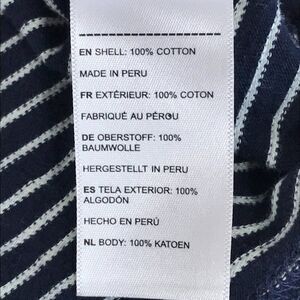 EN SHELL: 100% COTTON
MADE IN PERU
FR EXTÉRIEUR: 100% COTON
FABRIQUÉ AU PÉROU
DE OBERSTOFF: 100%
BAUMWOLLE
HERGESTELLT IN PERU
ES TELA EXTERIOR: 100%
ALGODÓN
HECHO EN PERÚ
NL BODY: 100% KATOEN